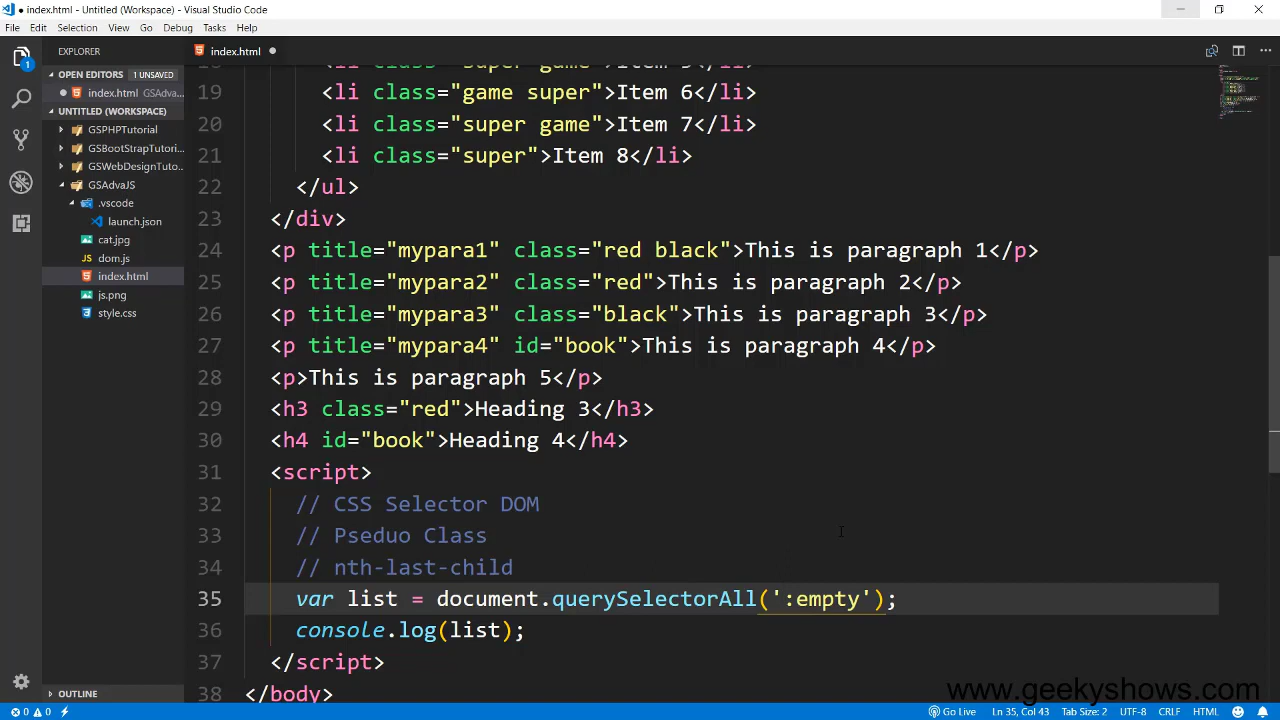 ● index.html - Untitled (Workspace) - Visual Studio Code
File Edit Selection View Go Debug Tasks Help
EXPLORER
index.html ●
OPEN EDITORS 1 UNSAVED
● index.html GSAdva...
UNTITLED (WORKSPACE)
GSPHPTutorial
GSBootStrapTutori...
GSWebDesignTuto...
GSAdvaJS
.vscode
launch.json
cat.jpg
dom.js
index.html
js.png
style.css
OUTLINE
1
19 <li class="game super">Item 6</li>
20 <li class="super game">Item 7</li>
21 <li class="super">Item 8</li>
22 </ul>
23 </div>
24 <p title="mypara1" class="red black">This is paragraph 1</p>
25 <p title="mypara2" class="red">This is paragraph 2</p>
26 <p title="mypara3" class="black">This is paragraph 3</p>
27 <p title="mypara4" id="book">This is paragraph 4</p>
28 <p>This is paragraph 5</p>
29 <h3 class="red">Heading 3</h3>
30 <h4 id="book">Heading 4</h4>
31 <script>
32 // CSS Selector DOM
33 // Pseduo Class
34 // nth-last-child
35 var list = document.querySelectorAll(':empty');
36 console.log(list);
37 </script>
38 </body>
www.geekyshows.com
0 0 Go Live Ln 35, Col 43 Tab Size: 2 UTF-8 CRLF HTML